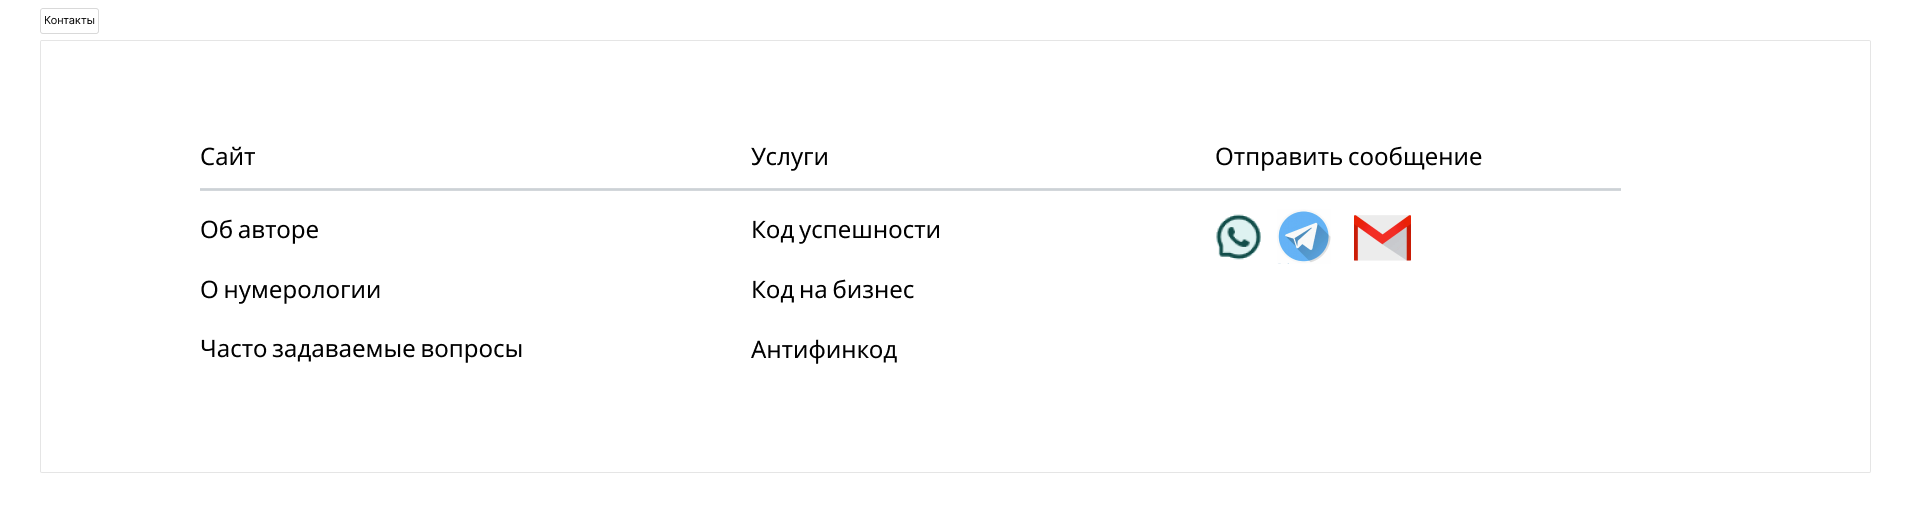 Контакты
Сайт
Услуги
Отправить сообщение
Об авторе
Код успешности
О нумерологии
Код на бизнес
Часто задаваемые вопросы
Антифинкод